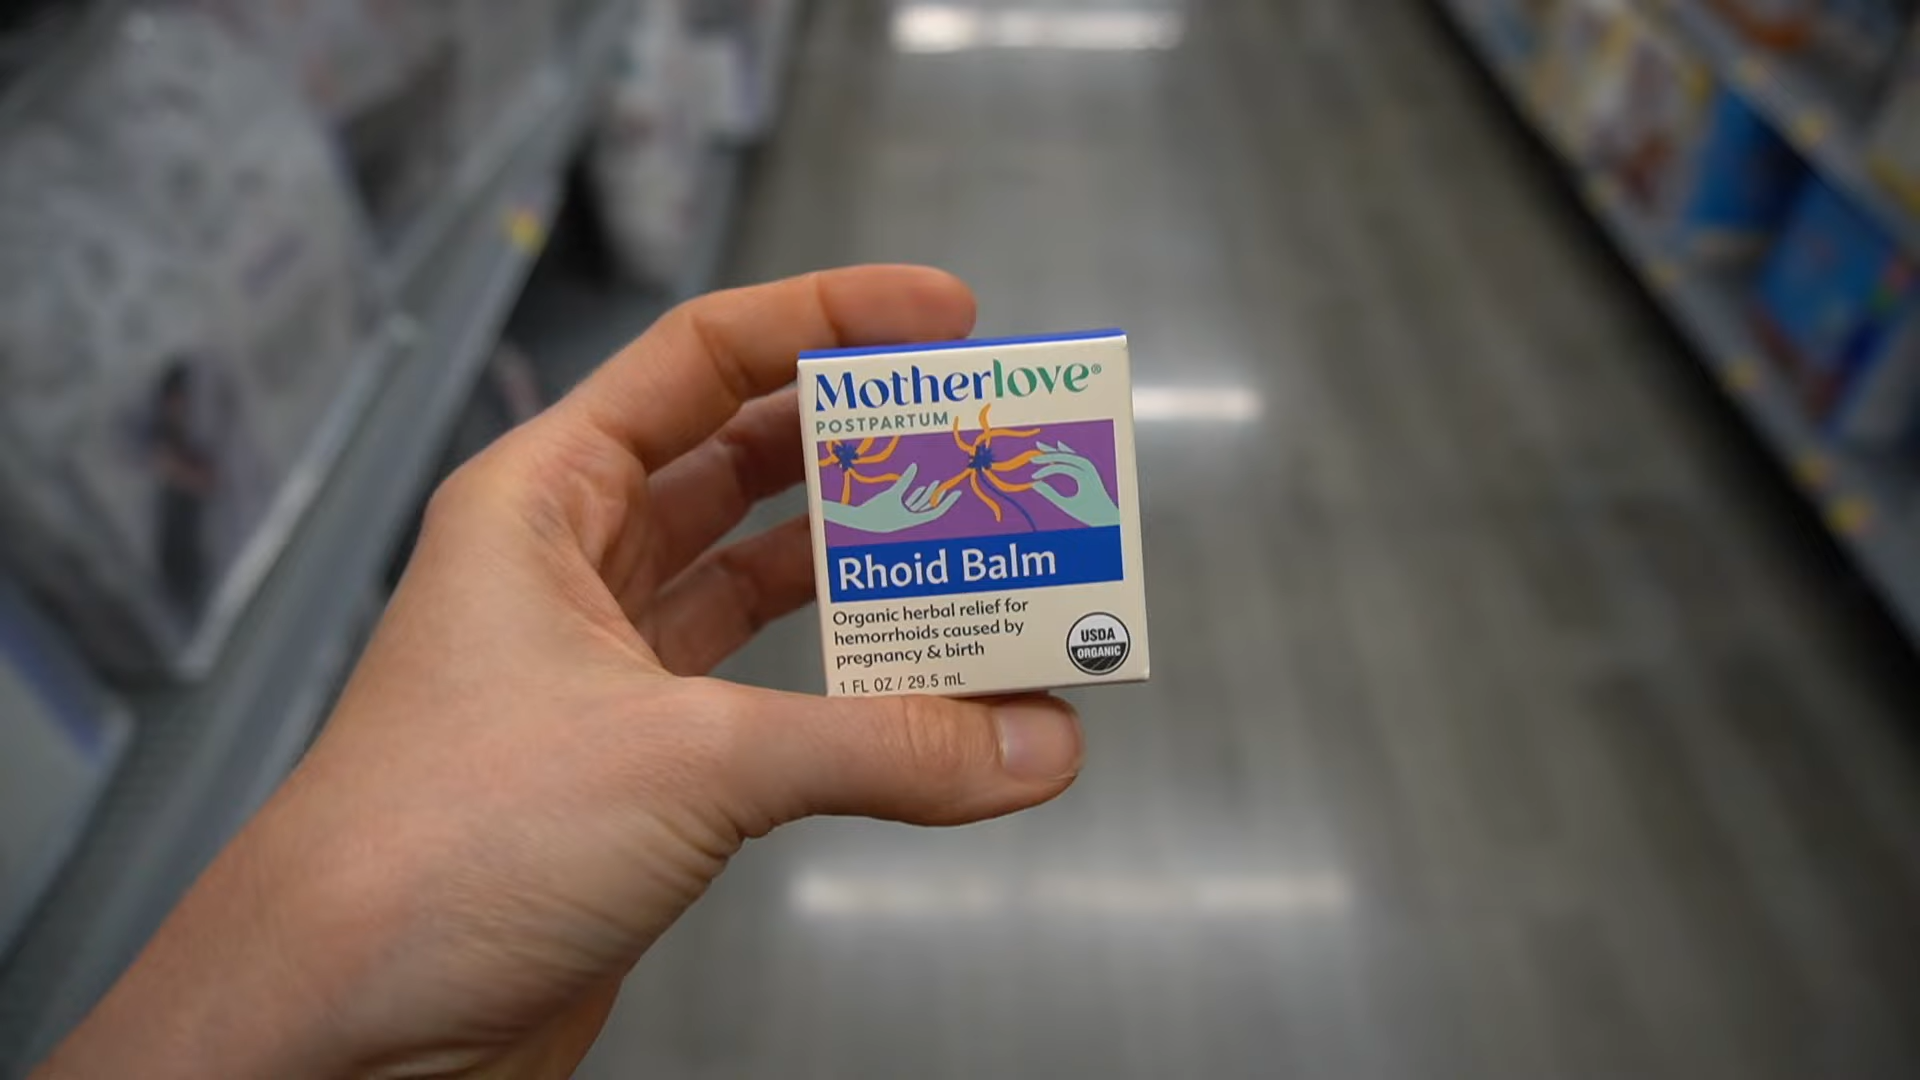 Motherlove®
POSTPARTUM
Rhoid Balm
Organic herbal relief for
hemorrhoids caused by
pregnancy & birth
USDA
ORGANIC
1 FL OZ / 29.5 mL